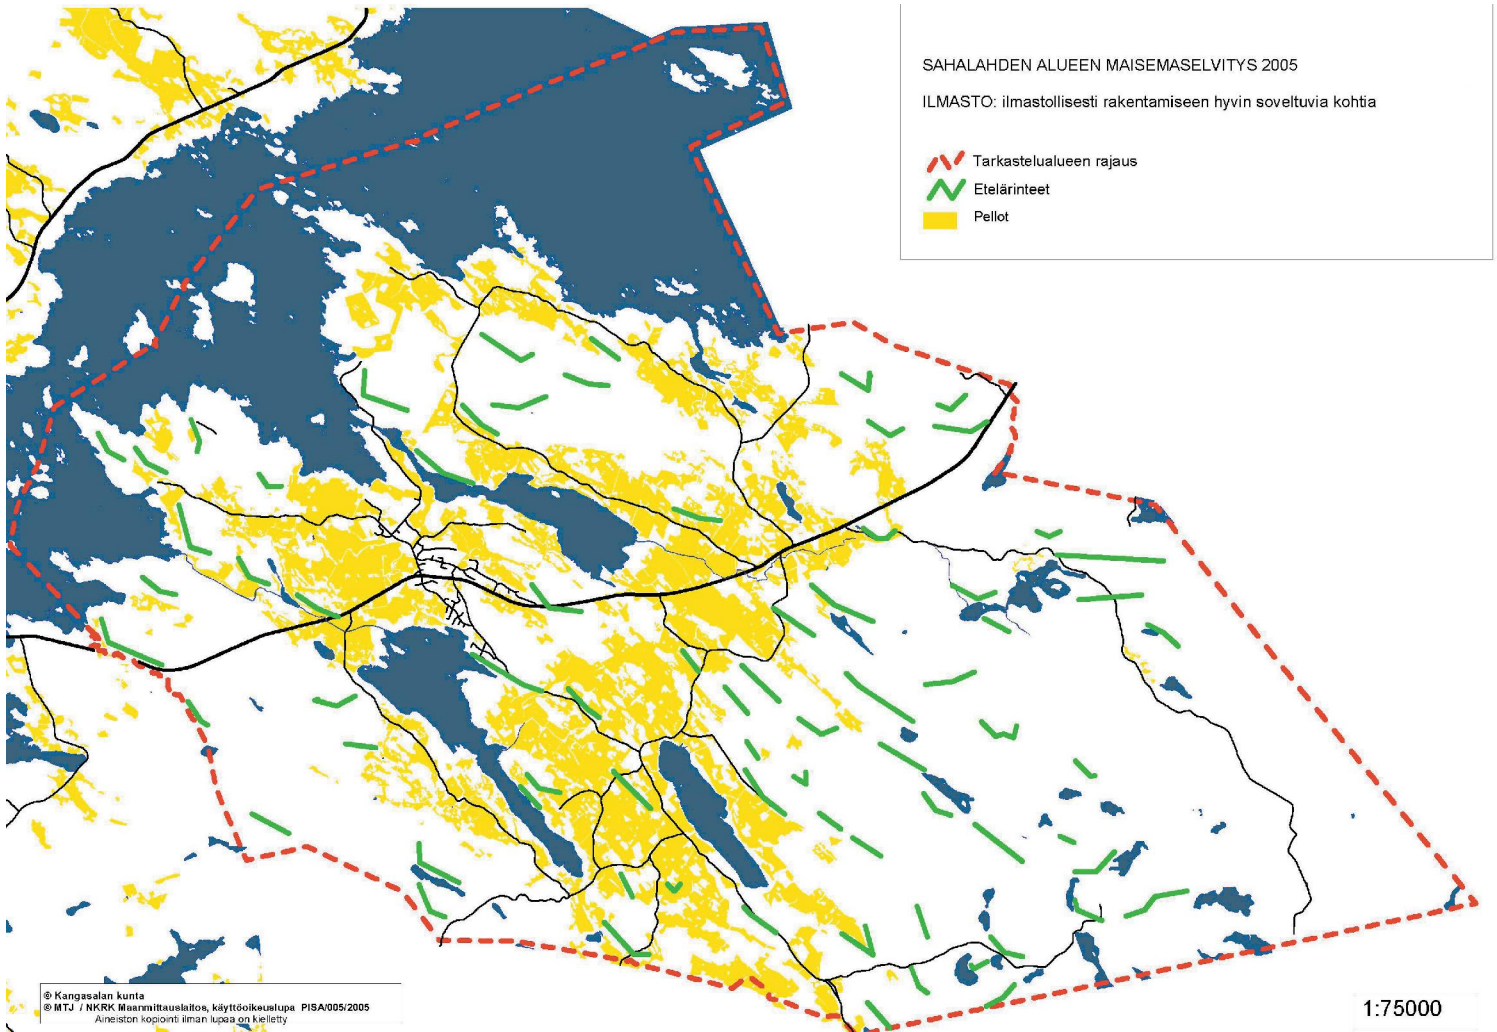 SAHALAHDEN ALUEEN MAISEMASELVITYS 2005
ILMASTO: ilmastollisesti rakentamiseen hyvin soveltuvia kohtia
Tarkastelualueen rajaus
Etelärinteet
Pellot
© Kangasalan kunta
© MTJ / NKRK Maanmittauslaitos, käyttöoikeuslupa PISA/005/2005
Aineiston kopiointi ilman lupaa on kielletty
1:75000